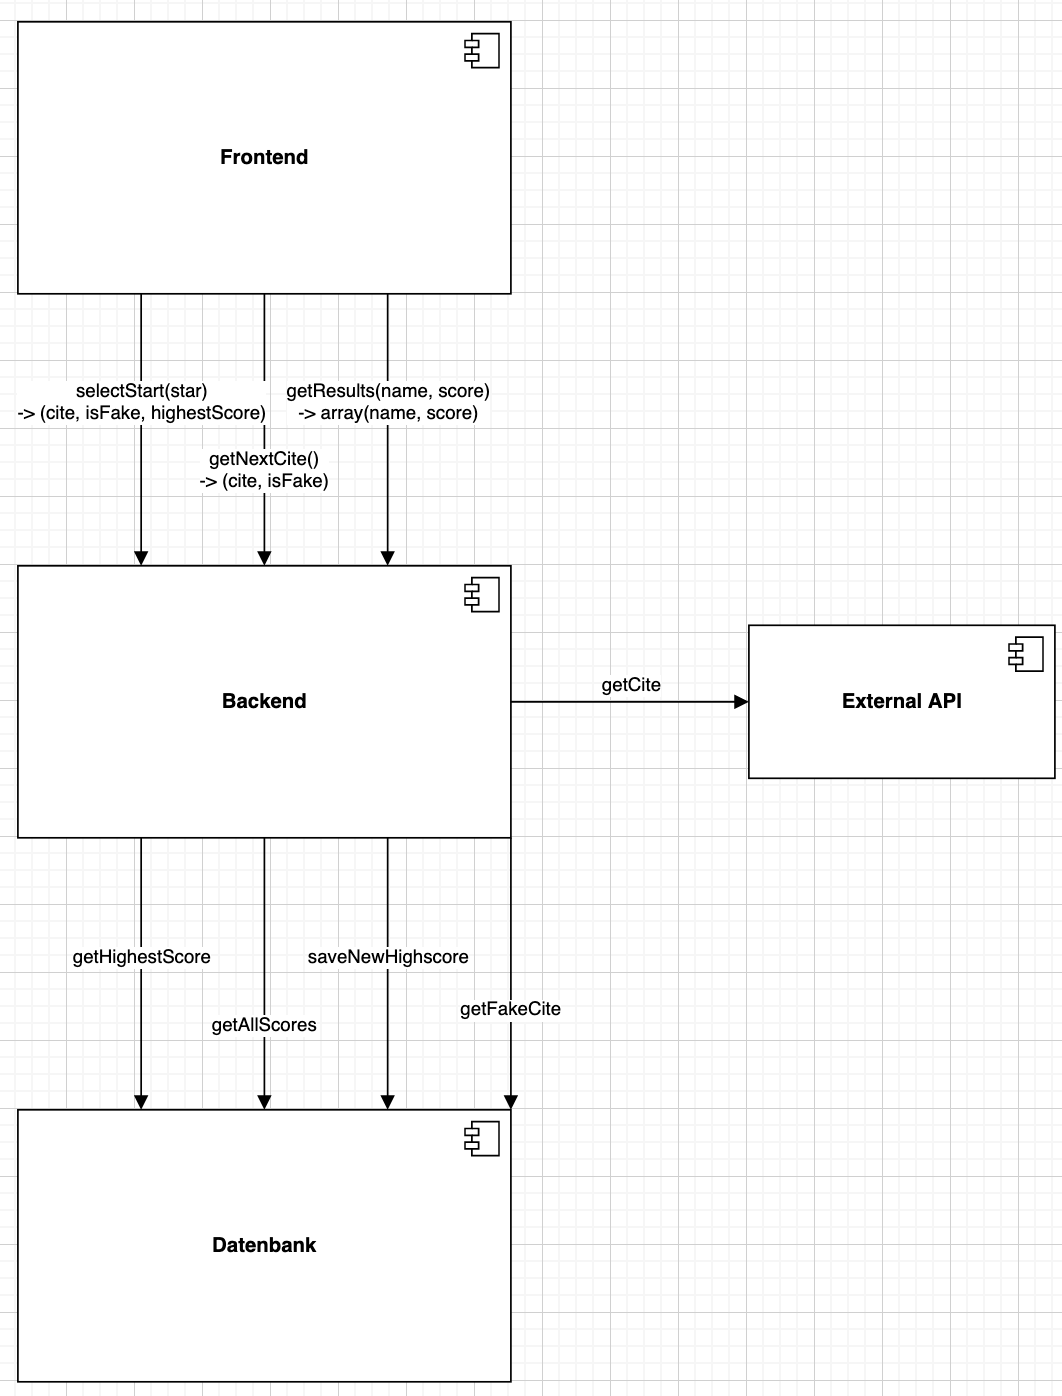 Frontend
selectStart(star)
-> (cite, isFake, highestScore)
getResults(name, score)
-> array(name, score)
getNextCite()
-> (cite, isFake)
Backend
getCite
External API
getHighestScore
saveNewHighscore
getFakeCite
getAllScores
Datenbank